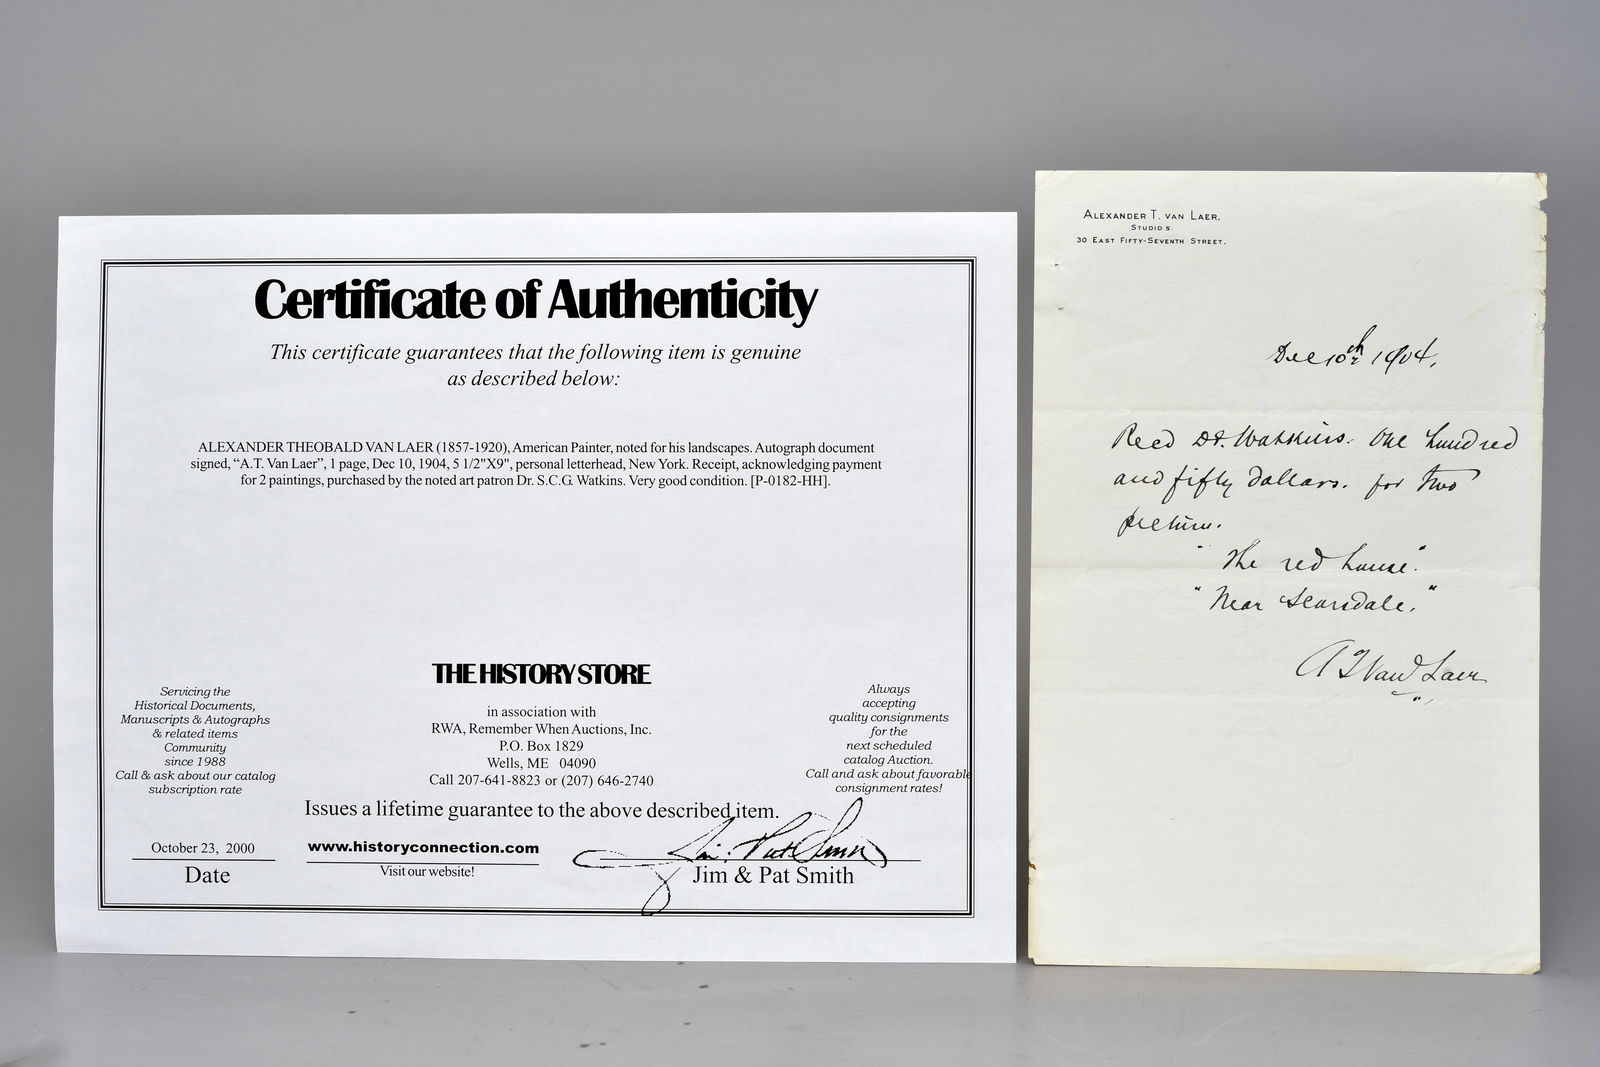 Certificate of Authenticity
This certificate guarantees that the following item is genuine
as described below:
ALEXANDER THEOBALD VAN LAER (1857-1920), American Painter, noted for his landscapes. Autograph document
signed, “A.T. Van Laer”, 1 page, Dec 10, 1904, 5 1/2"X9", personal letterhead, New York. Receipt, acknowledging payment
for 2 paintings, purchased by the noted art patron Dr. S.C.G. Watkins. Very good condition. [P-0182-HH].
THE HISTORY STORE
in association with
RWA, Remember When Auctions, Inc.
P.O. Box 1829
Wells, ME 04090
Call 207-641-8823 or (207) 646-2740
Servicing the
Historical Documents,
Manuscripts & Autographs
& related items
Community
since 1988
Call & ask about our catalog
subscription rate
Always
accepting
quality consignments
for the
next scheduled
catalog Auction.
Call and ask about favorable
consignment rates!
Issues a lifetime guarantee to the above described item.
October 23, 2000
Date
www.historyconnection.com
Visit our website!
Jim: Pat Smith
Jim & Pat Smith
ALEXANDER T. VAN LAER,
STUDIOS.
30 EAST FIFTY-SEVENTH STREET.
Dec 10th 1904.
Recd Dr. Watkins. One hundred
and fifty dollars. for two
pictures.
"The red house."
"Near Scarsdale."
A T Van Laer